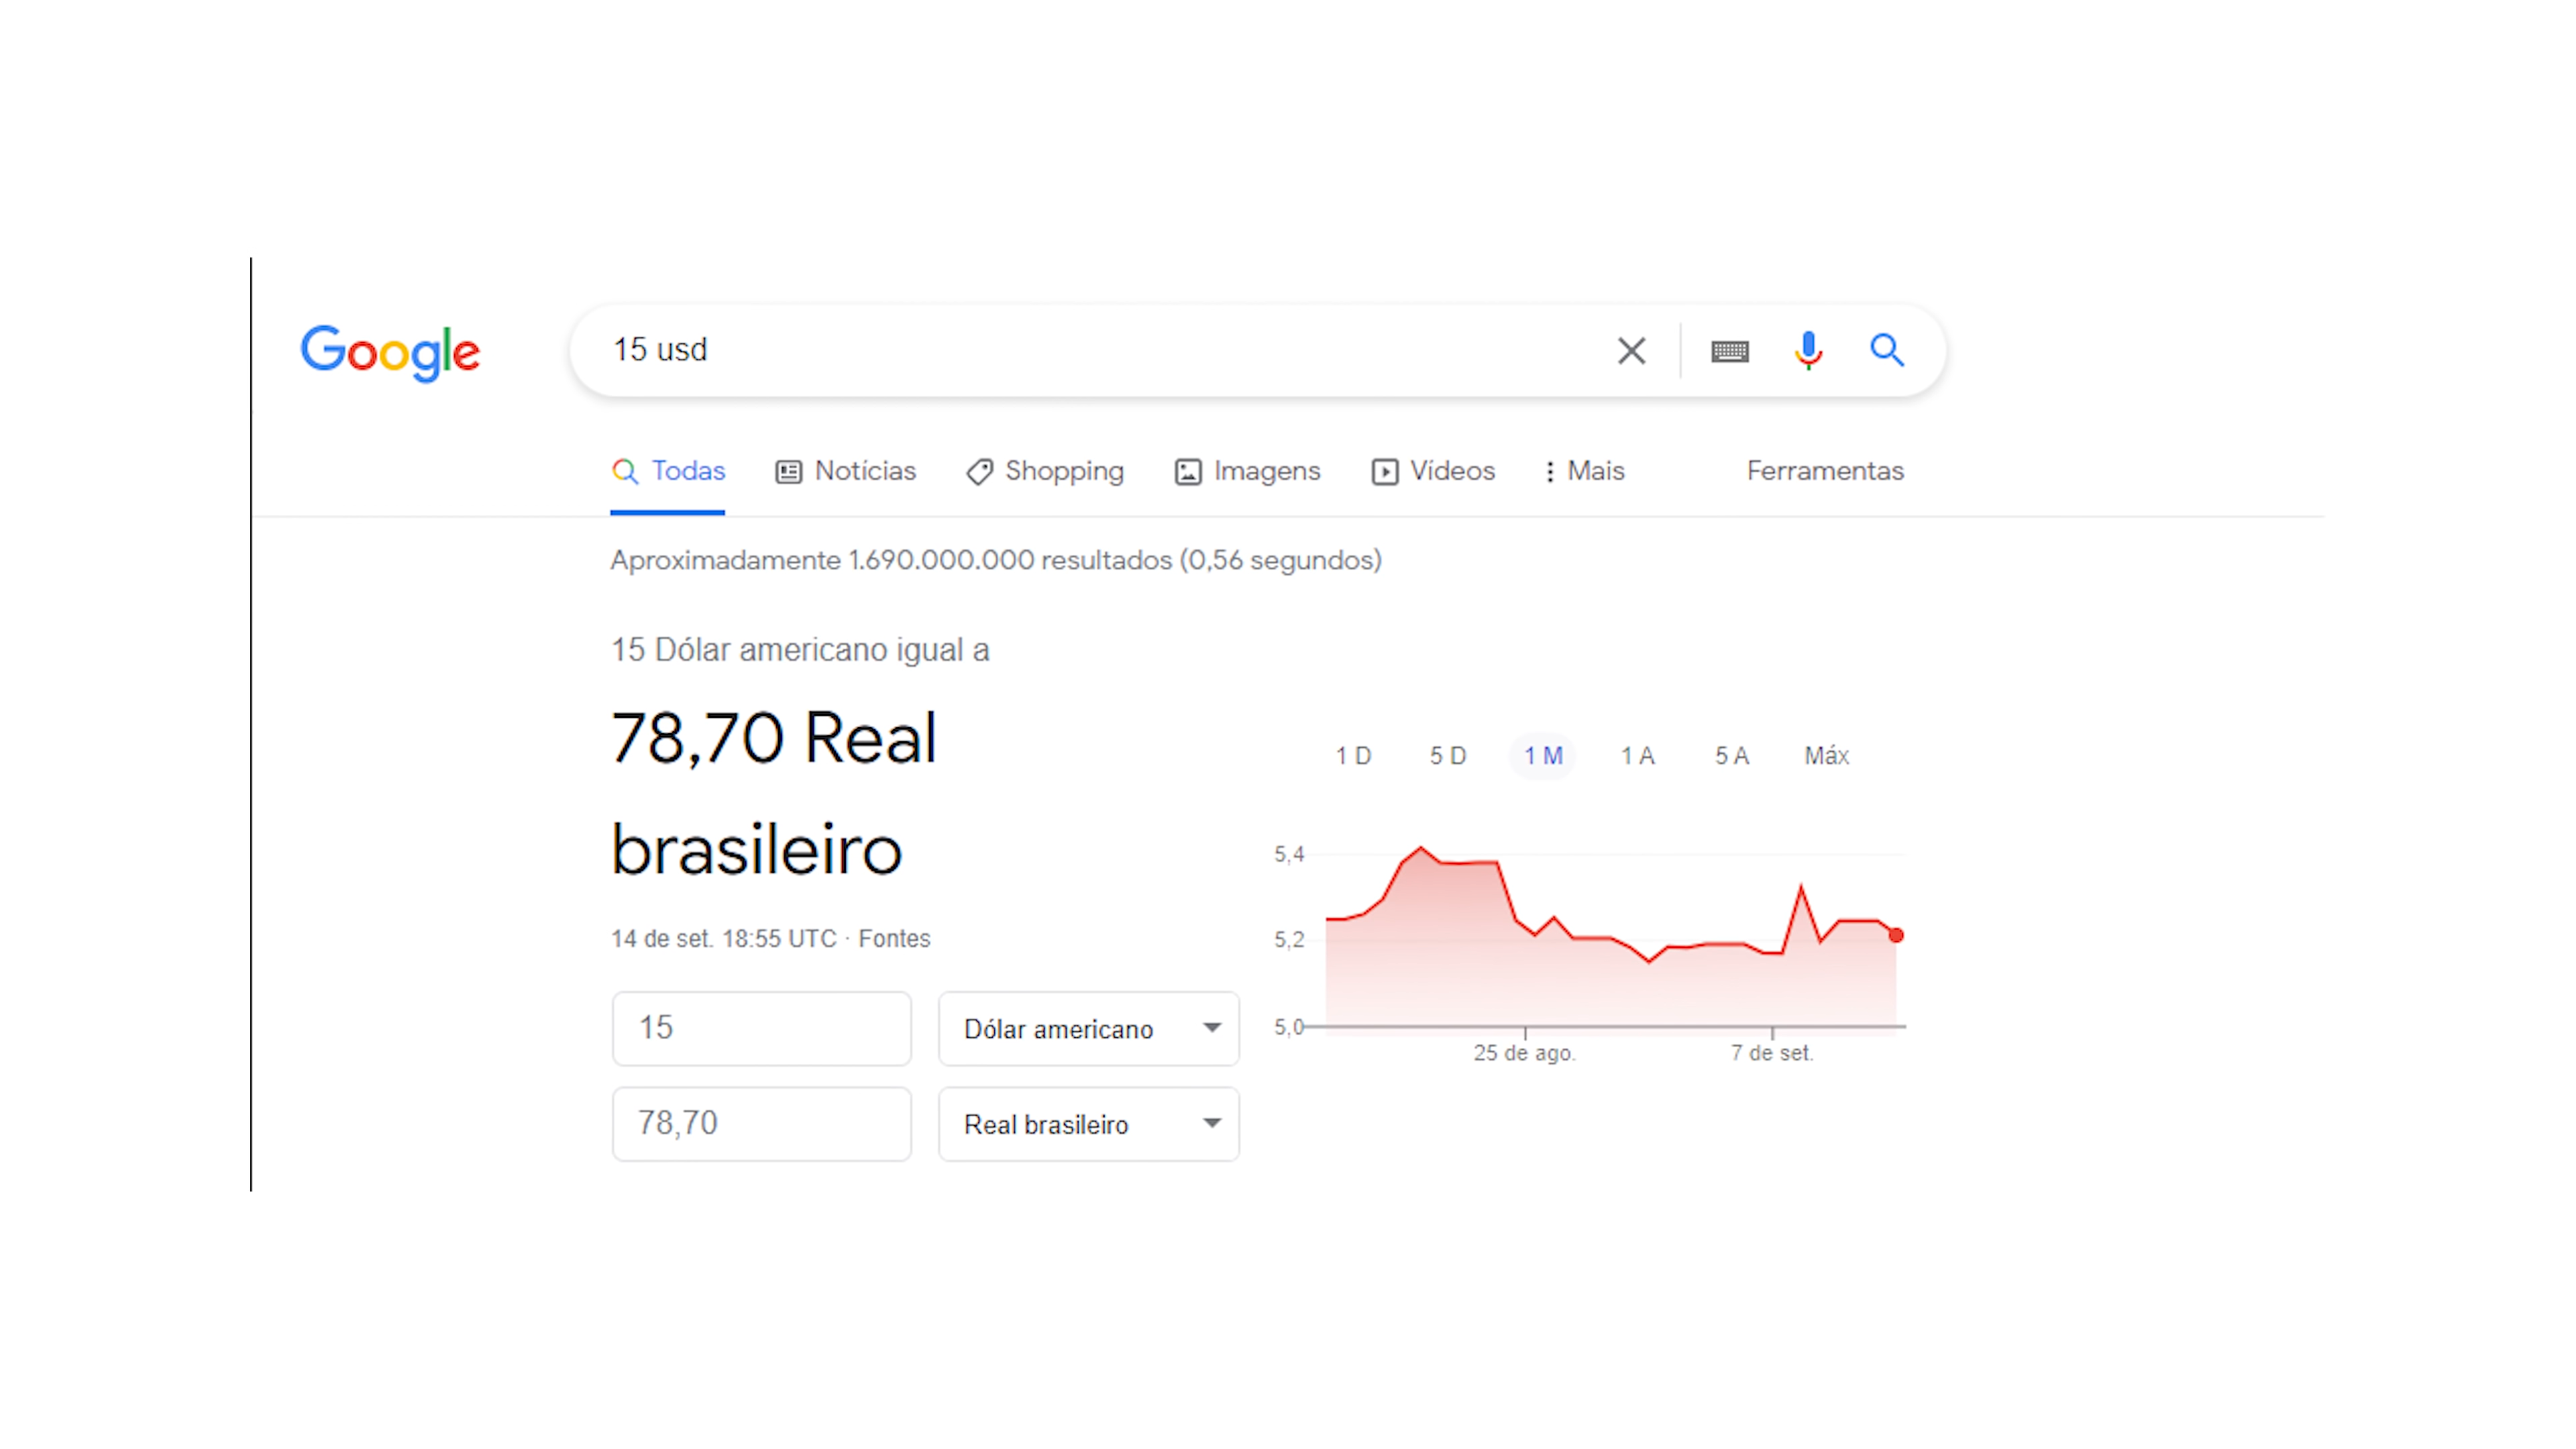 Google
15 usd
Todas Notícias Shopping Imagens Vídeos Mais Ferramentas
Aproximadamente 1.690.000.000 resultados (0,56 segundos)
15 Dólar americano igual a
78,70 Real
brasileiro
14 de set. 18:55 UTC · Fontes
15 Dólar americano
78,70 Real brasileiro
1 D 5 D 1 M 1 A 5 A Máx
5,4
5,2
5,0
25 de ago. 7 de set.